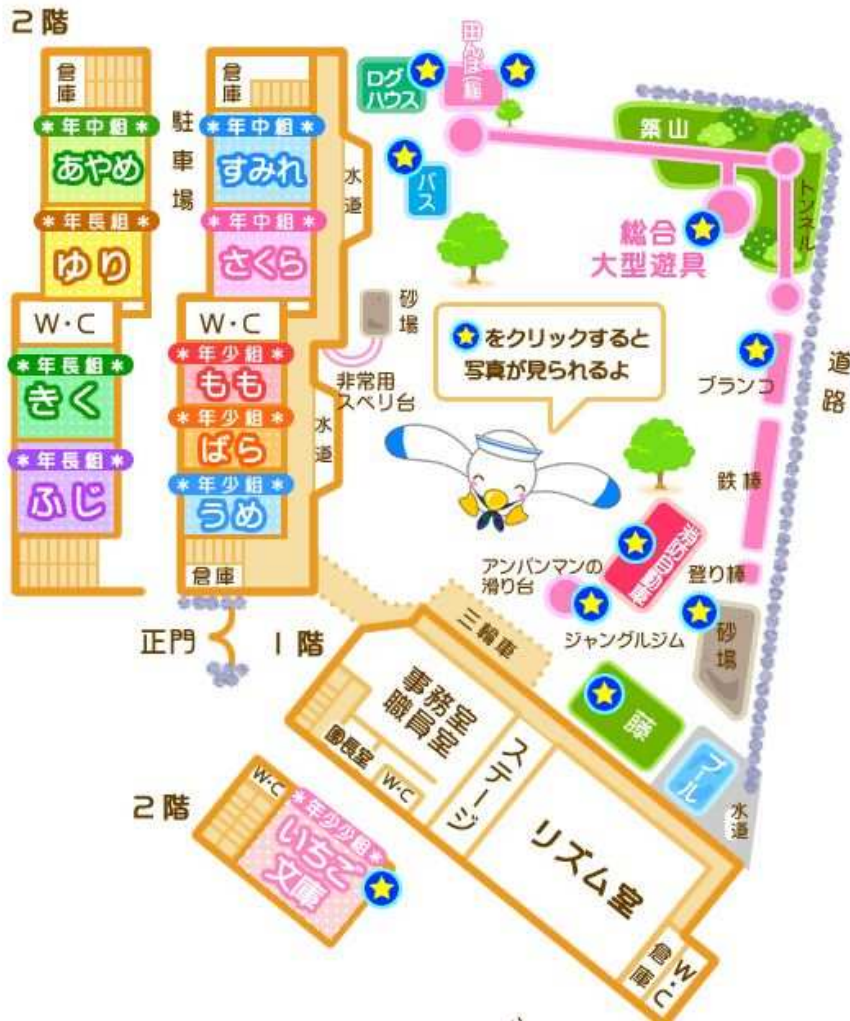 2階
倉庫
*年中組*
あやめ
*年長組*
ゆり
W・C
*年長組*
きく
*年長組*
ふじ
駐車場
倉庫
*年中組*
すみれ
*年中組*
さくら
W・C
*年少組*
もも
*年少組*
ばら
*年少組*
うめ
倉庫
水道
水道
ログ
ハウス
バス
築山
トンネル
総合
大型遊具
砂場
非常用
スベリ台
をクリックすると
写真が見られるよ
ブランコ
道路
鉄棒
消防自動車
登り棒
アンパンマンの
滑り台
ジャングルジム
砂場
三輪車
藤
プール
水道
正門
1階
事務室
職員室
園長室
W・C
ステージ
リズム室
倉庫
W・C
2階
W・C
*年少少組*
いちご
文庫